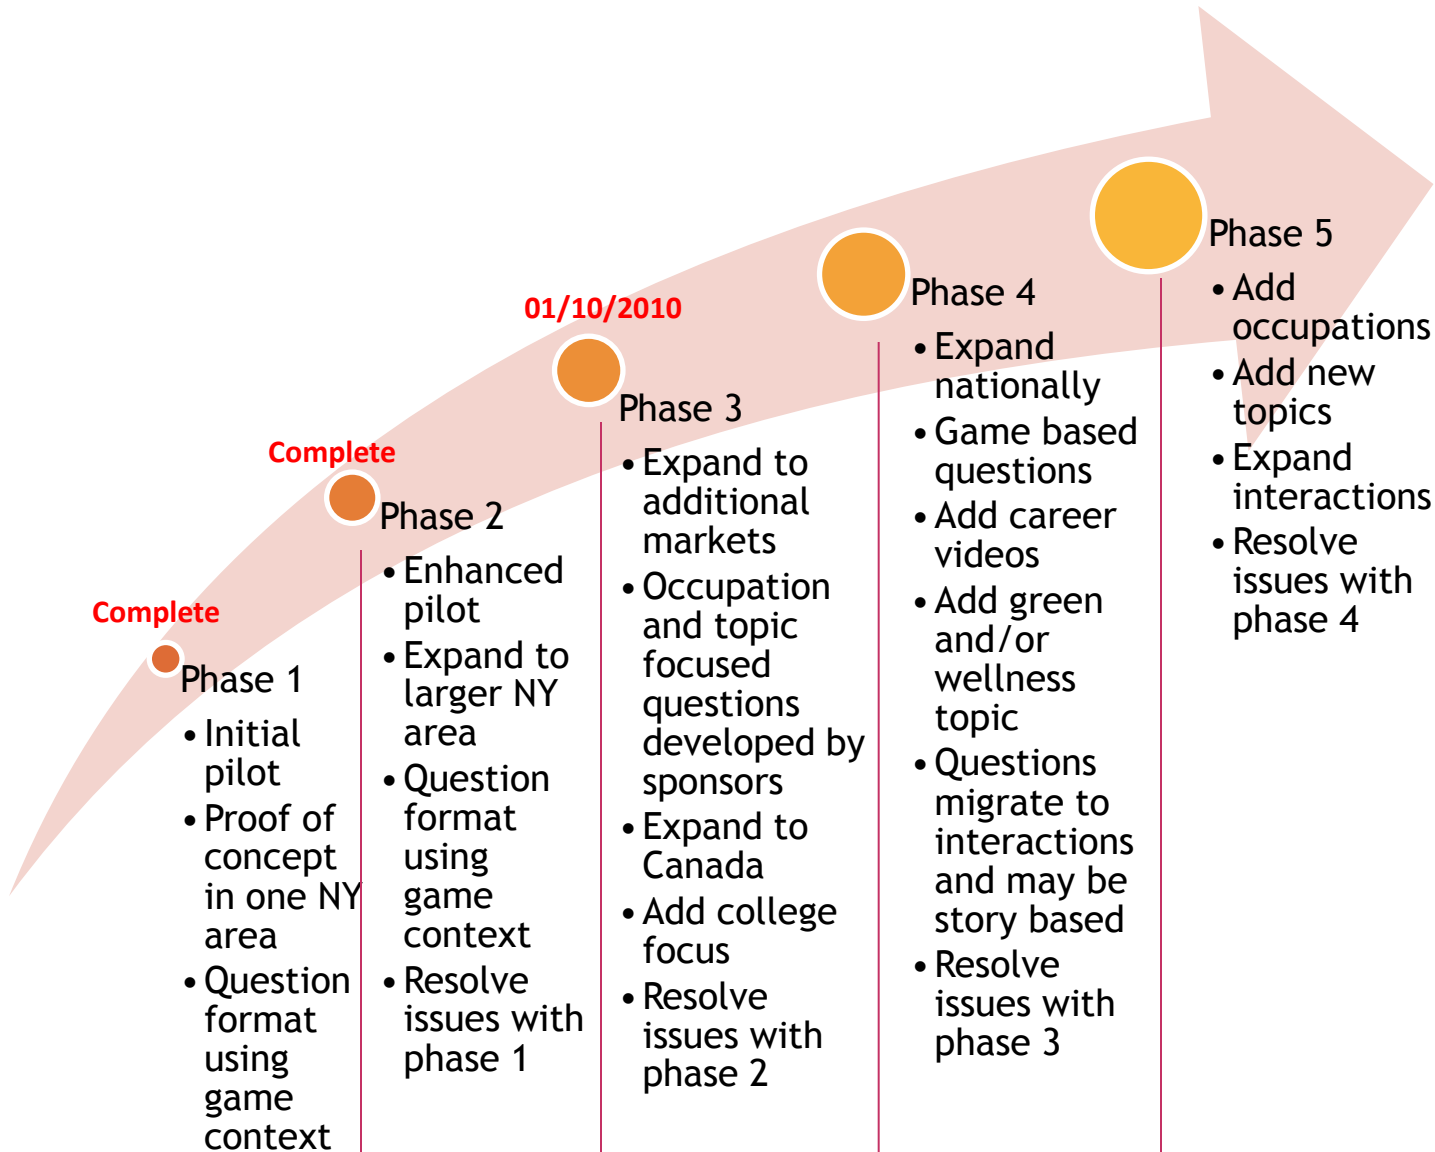 Complete
Phase 1
• Initial
pilot
• Proof of
concept
in one NY
area
• Question
format
using
game
context
Complete
Phase 2
• Enhanced
pilot
• Expand to
larger NY
area
• Question
format
using
game
context
• Resolve
issues with
phase 1
01/10/2010
Phase 3
• Expand to
additional
markets
• Occupation
and topic
focused
questions
developed by
sponsors
• Expand to
Canada
• Add college
focus
• Resolve
issues with
phase 2
Phase 4
• Expand
nationally
• Game based
questions
• Add career
videos
• Add green
and/or
wellness
topic
• Questions
migrate to
interactions
and may be
story based
• Resolve
issues with
phase 3
Phase 5
• Add
occupations
• Add new
topics
• Expand
interactions
• Resolve
issues with
phase 4